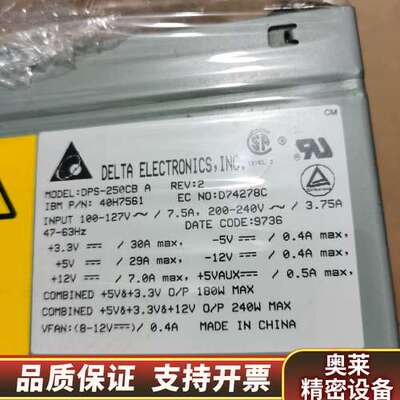 CM
LEVEL 3
DELTA ELECTRONICS,INC.
MODEL:DPS-250CB A REV:2
IBM P/N: 40H7561 EC NO:D74278C
INPUT 100-127V～ / 7.5A, 200-240V～ / 3.75A
47-63Hz DATE CODE:9736
+3.3V / 30A max, -5V / 0.4A max,
+5V / 29A max, -12V / 0.4A max,
+12V / 7.0A max, +5VAUX / 0.5A max,
COMBINED +5V&+3.3V O/P 180W MAX
COMBINED +5V&+3.3V&+12V O/P 240W MAX
VFAN:(8-12V / 0.4A MADE IN CHINA
正品保证 支持开票
奥莱
精密设备